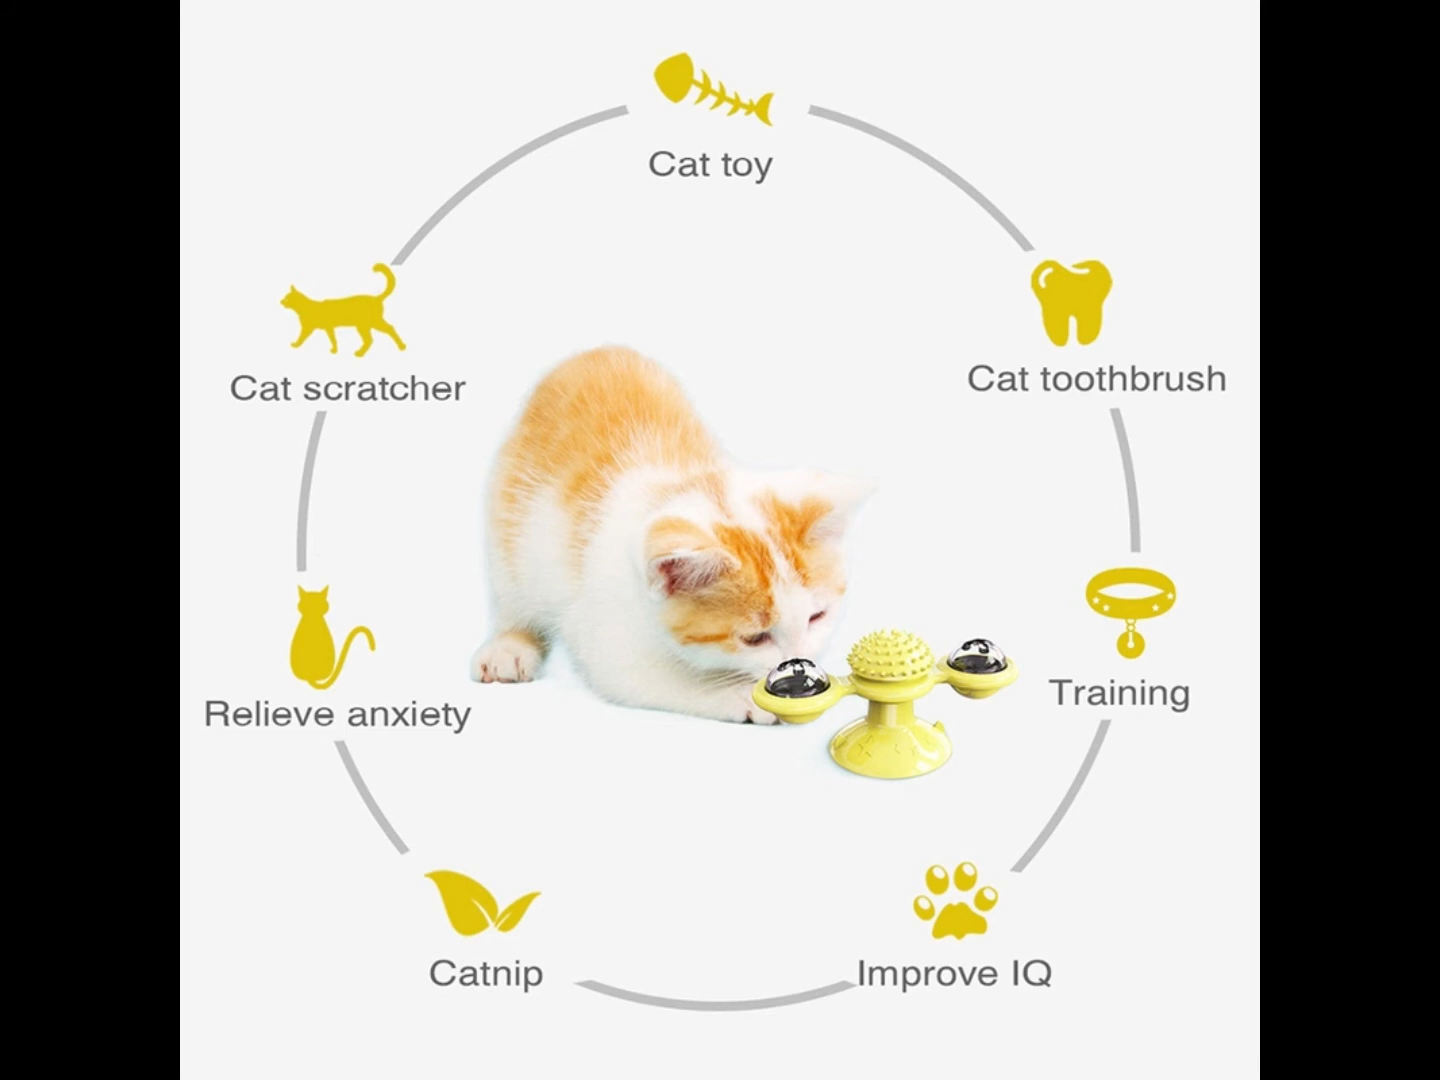 Cat toy
Cat scratcher
Cat toothbrush
Relieve anxiety
Training
Catnip
Improve IQ